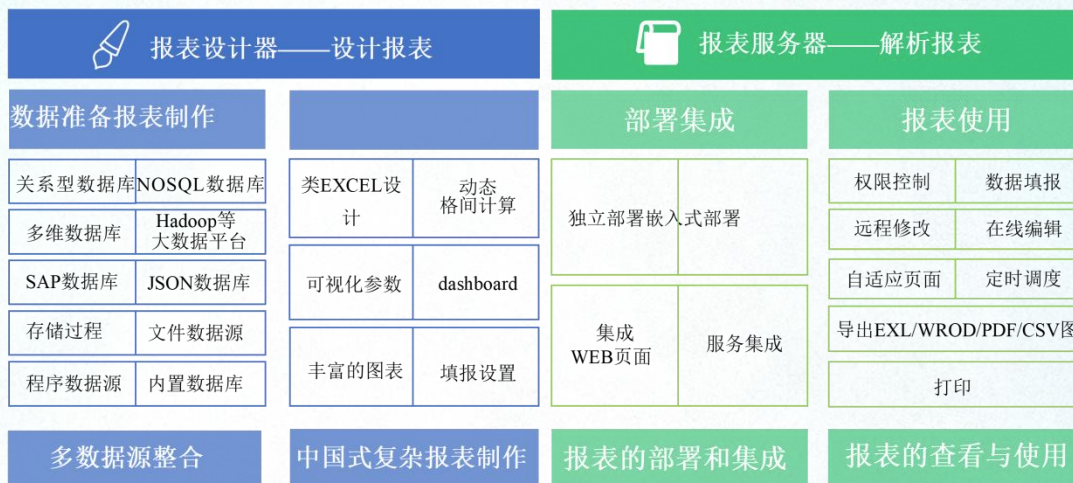 报表设计器——设计报表
报表服务器——解析报表
数据准备报表制作
部署集成
报表使用
关系型数据库
NOSQL数据库
多维数据库
Hadoop等
大数据平台
SAP数据库
JSON数据库
存储过程
文件数据源
程序数据源
内置数据库
类EXCEL设
计
动态
格间计算
可视化参数
dashboard
丰富的图表
填报设置
独立部署嵌入式部署
集成
WEB页面
服务集成
权限控制
数据填报
远程修改
在线编辑
自适应页面
定时调度
导出EXL/WROD/PDF/CSV图
打印
多数据源整合
中国式复杂报表制作
报表的部署和集成
报表的查看与使用